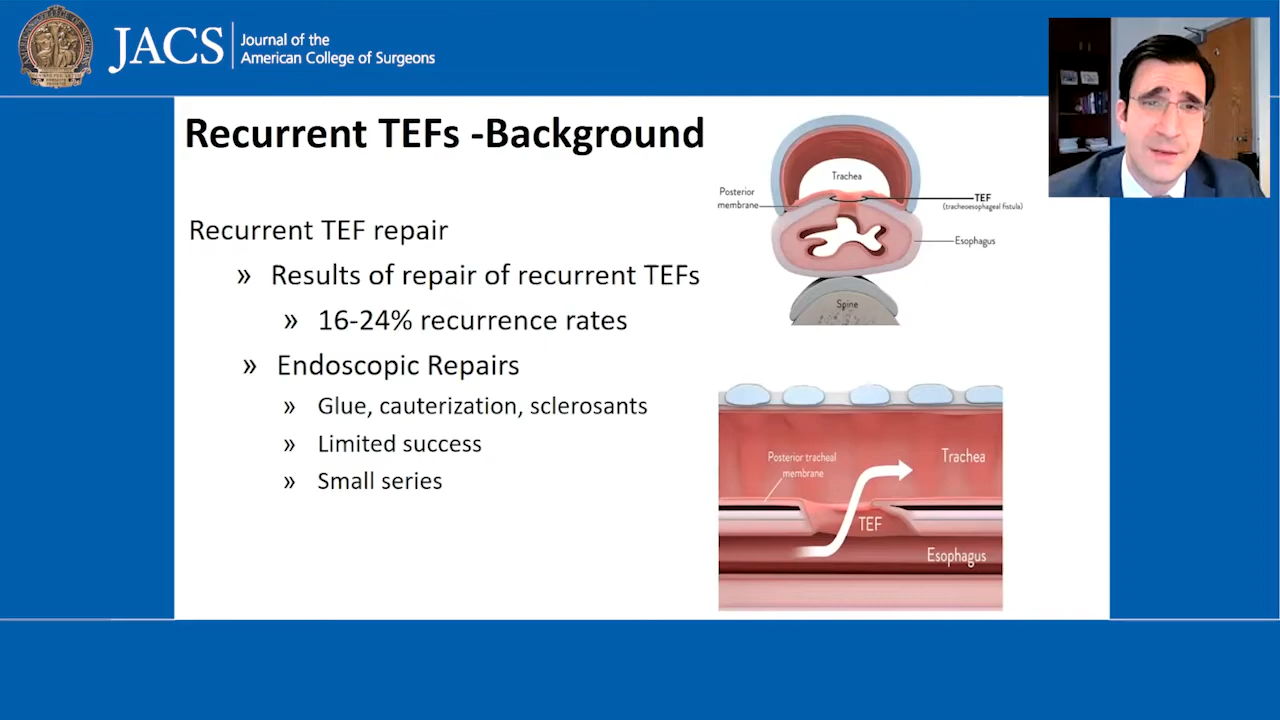 JACS
Journal of the
American College of Surgeons
Recurrent TEFs -Background
Recurrent TEF repair
» Results of repair of recurrent TEFs
» 16-24% recurrence rates
» Endoscopic Repairs
» Glue, cauterization, sclerosants
» Limited success
» Small series
Trachea
Posterior
membrane
TEF
(tracheoesophageal fistula)
Esophagus
Spine
Posterior tracheal
membrane
Trachea
TEF
Esophagus